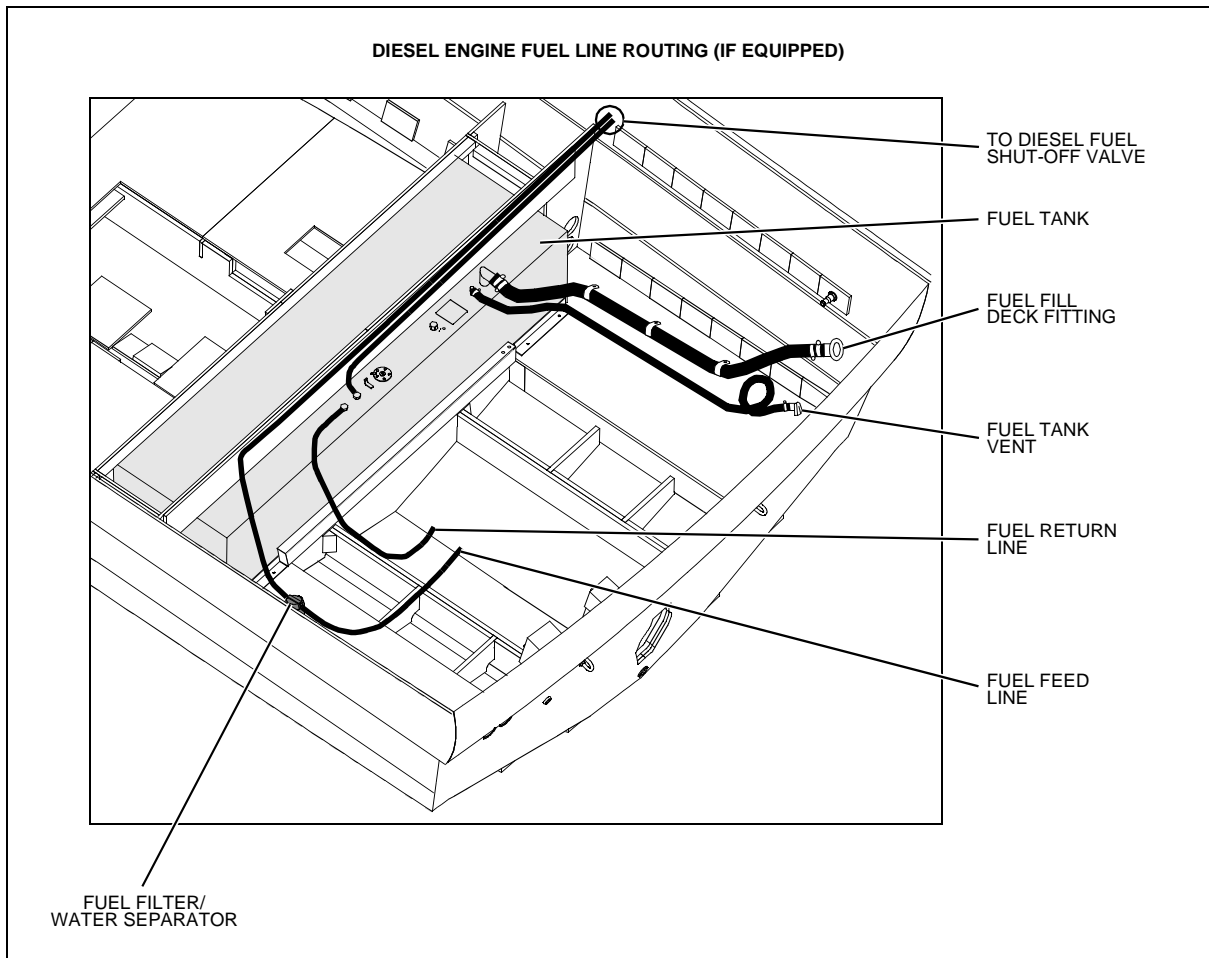 DIESEL ENGINE FUEL LINE ROUTING (IF EQUIPPED)
TO DIESEL FUEL
SHUT-OFF VALVE
FUEL TANK
FUEL FILL
DECK FITTING
FUEL TANK
VENT
FUEL RETURN
LINE
FUEL FEED
LINE
FUEL FILTER/
WATER SEPARATOR